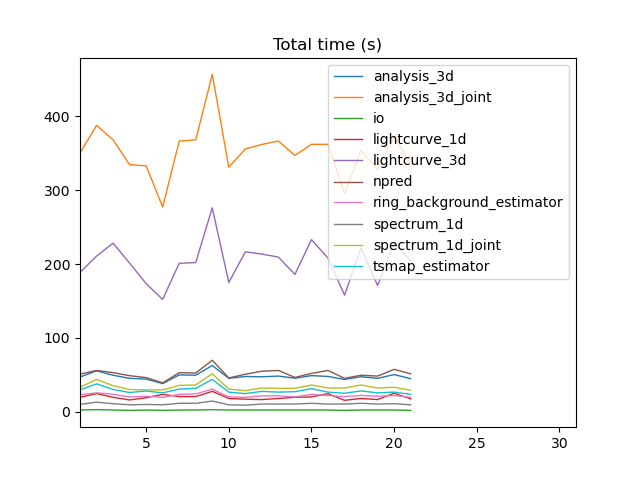 Total time (s)
400
300
200
100
0
5
10
15
20
25
30
analysis_3d
analysis_3d_joint
io
lightcurve_1d
lightcurve_3d
npred
ring_background_estimator
spectrum_1d
spectrum_1d_joint
tsmap_estimator